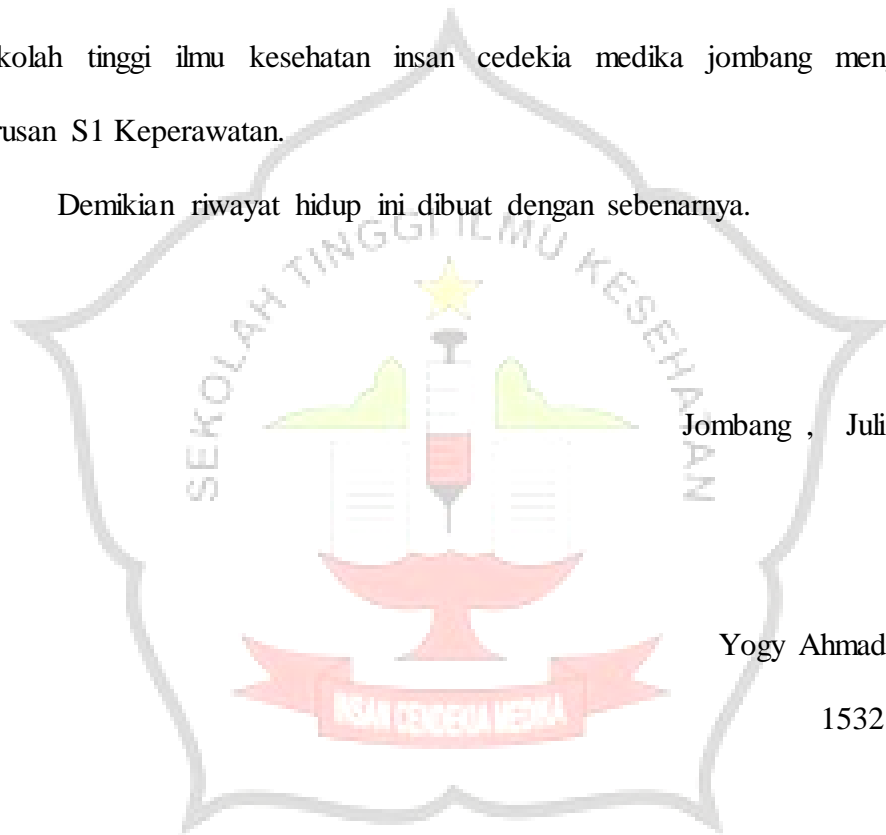 kolah tinggi ilmu kesehatan insan cedekia medika jombang men
rusan S1 Keperawatan.
Demikian riwayat hidup ini dibuat dengan sebenarnya.
SEKOLAH TINGGI ILMU KESEHATAN
Jombang , Juli
Yogy Ahmad
1532
INSAN CENDEKIA MEDIKA